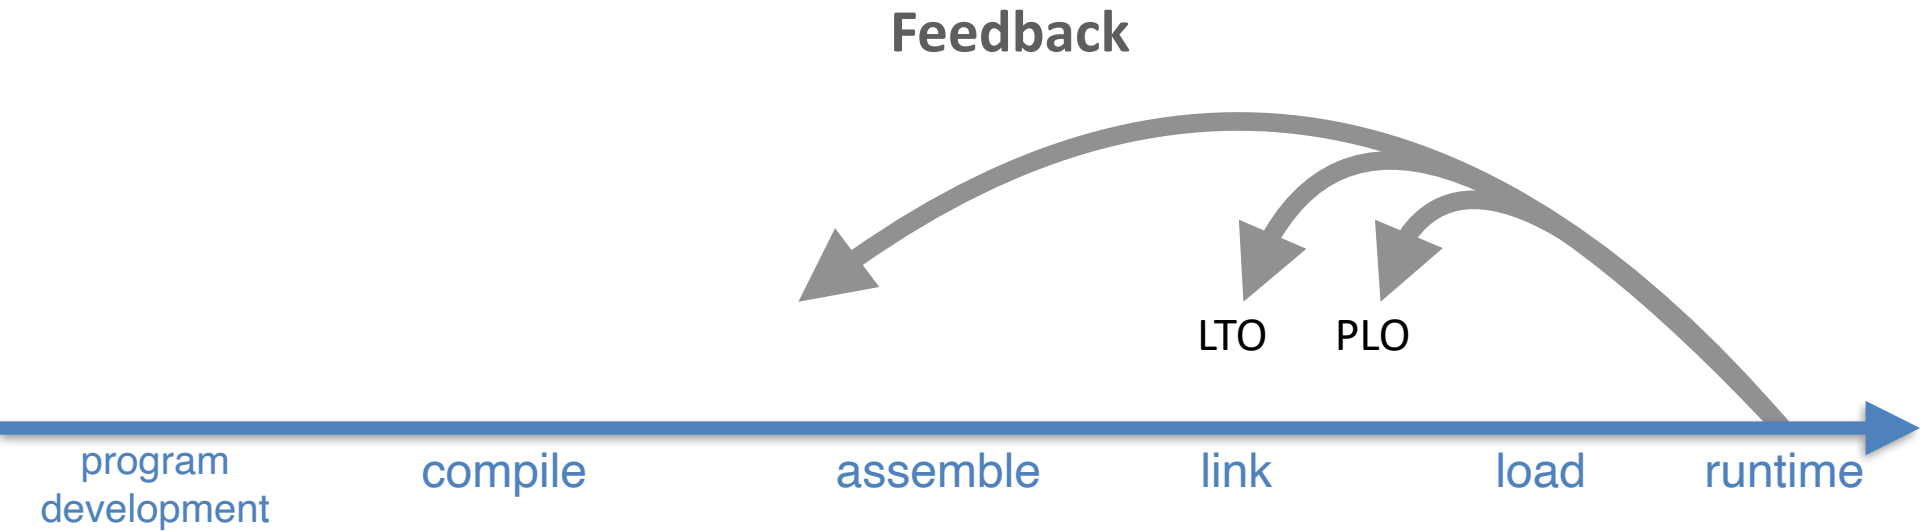 Feedback
LTO PLO
program
development
compile
assemble
link
load
runtime